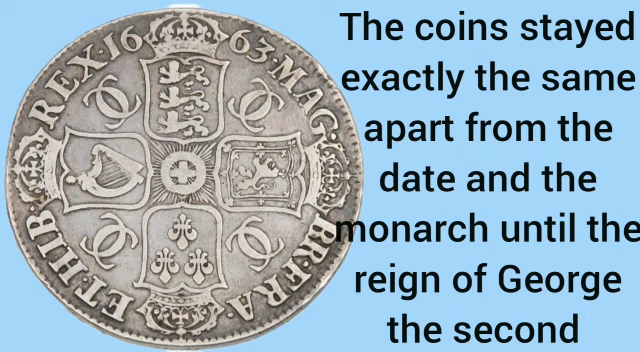 REX·1663·MAG·
BR·FRA·
ET·HIB·
The coins stayed
exactly the same
apart from the
date and the
monarch until the
reign of George
the second